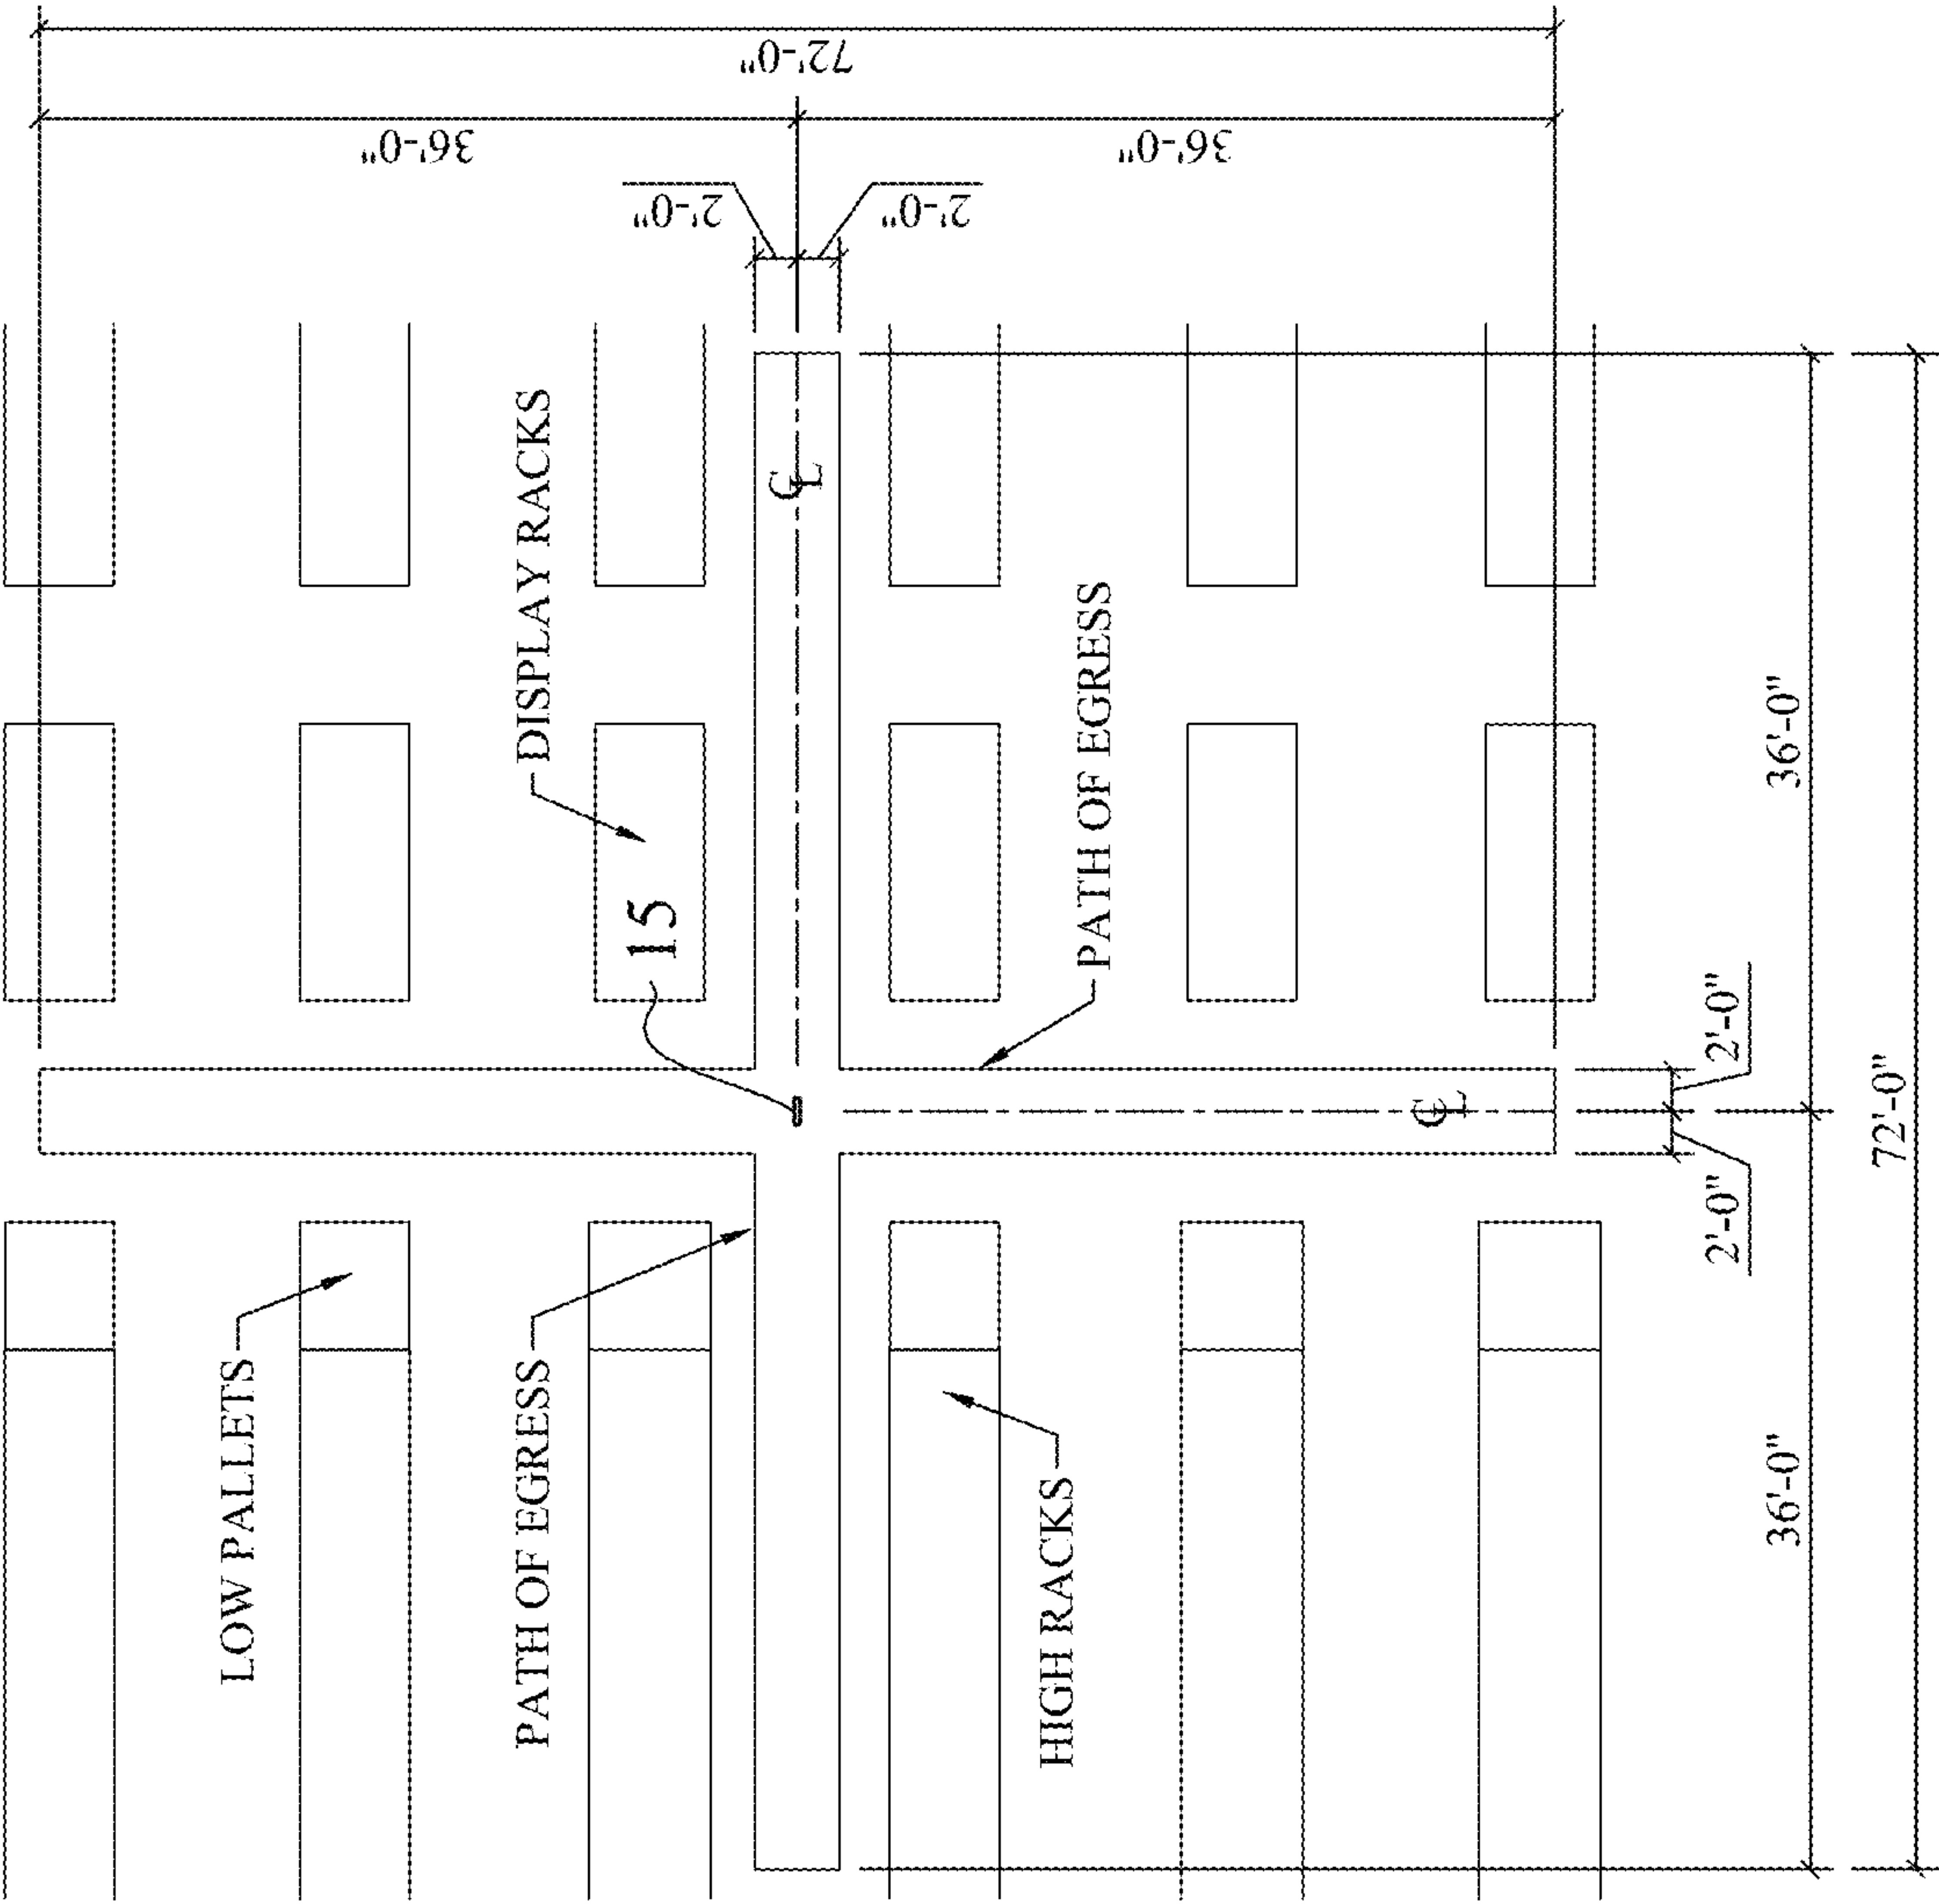 72'-0"
36'-0"
36'-0"
2'-0"
2'-0"
DISPLAY RACKS
15
PATH OF EGRESS
LOW PALLETS
PATH OF EGRESS
HIGH RACKS
℄
℄
2'-0"
2'-0"
36'-0"
36'-0"
72'-0"